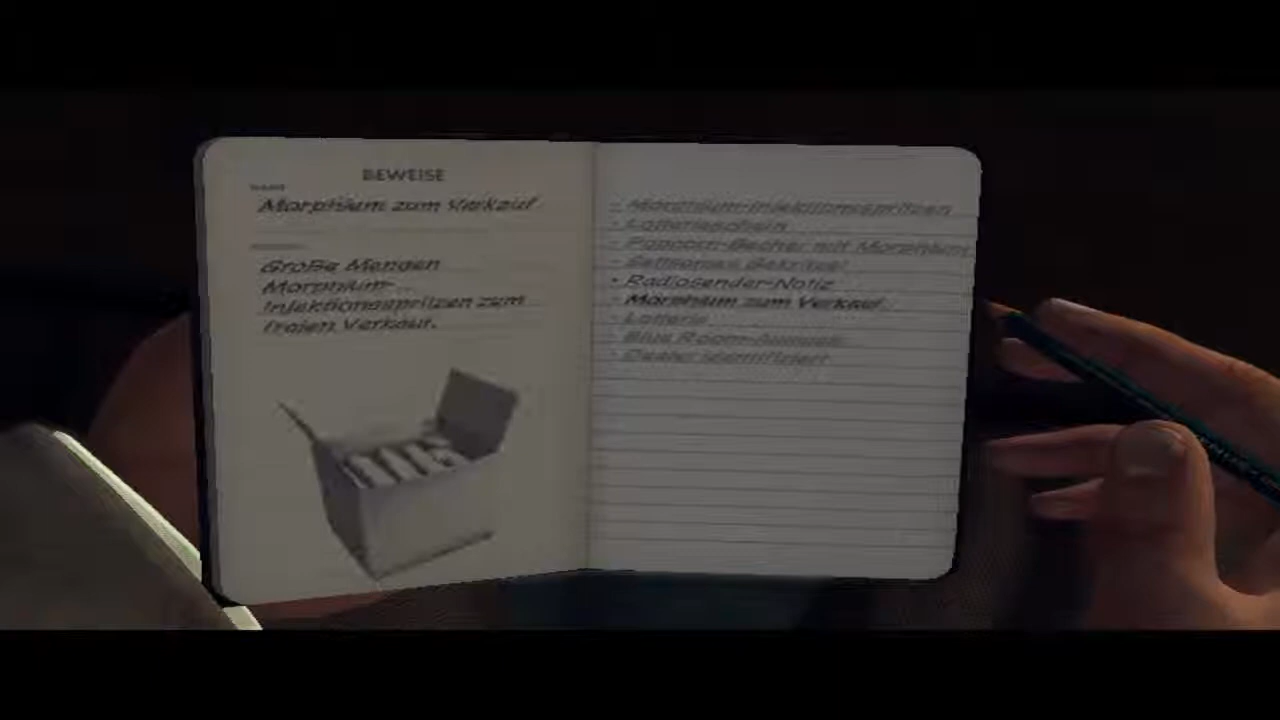 BEWEISE
NAME
Morphium zum Verkauf.
Große Mengen
Morphium-
Injektionsspritzen zum
freien Verkauf.
- Morphium-Injektionsspritzen
- Lotterieschein
- Popcorn-Becher mit Morphium
- Seltsames Gekritzel
- Radiosender-Notiz
- Morphium zum Verkauf.
- Lotterie
- Blue Room-
- Dealer identifiziert